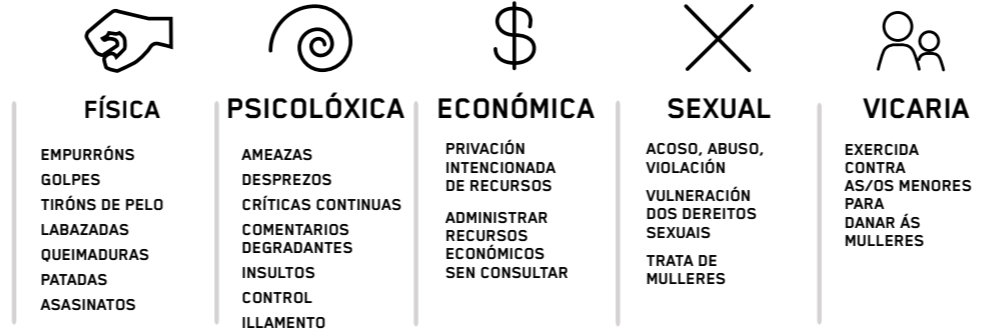 FÍSICA
EMPURRÓNS
GOLPES
TIRÓNS DE PELO
LABAZADAS
QUEIMADURAS
PATADAS
ASASINATOS
PSICOLÓXICA
AMEAZAS
DESPREZOS
CRÍTICAS CONTINUAS
COMENTARIOS
DEGRADANTES
INSULTOS
CONTROL
ILLAMENTO
ECONÓMICA
PRIVACIÓN
INTENCIONADA
DE RECURSOS
ADMINISTRAR
RECURSOS
ECONÓMICOS
SEN CONSULTAR
SEXUAL
ACOSO, ABUSO,
VIOLACIÓN
VULNERACIÓN
DOS DEREITOS
SEXUAIS
TRATA DE
MULLERES
VICARIA
EXERCIDA
CONTRA
AS/OS MENORES
PARA
DANAR ÁS
MULLERES